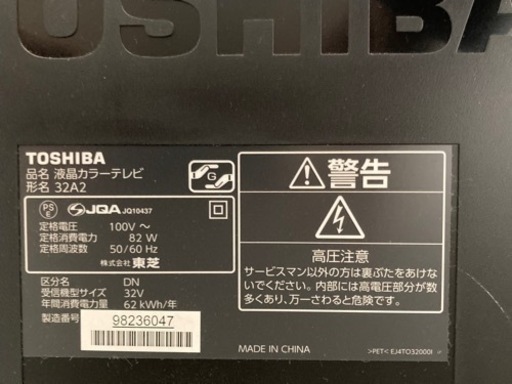 TOSHIBA
TOSHIBA
品名 液晶カラーテレビ
形名 32A2
G
PS
E
JQA JQ10437
定格電圧 100V ～
定格消費電力 82 W
定格周波数 50/60 Hz
株式会社 東芝
区分 DN
受信機型サイズ 32V
年間消費電力量 62 kWh/年
製造番号 98236047
警告
高圧注意
サービスマン以外の方は裏ぶたをあけな
いでください。内部には高電圧部分が数
多くあり、万一さわると危険です。
MADE IN CHINA
>PET< EJ4TO32000I